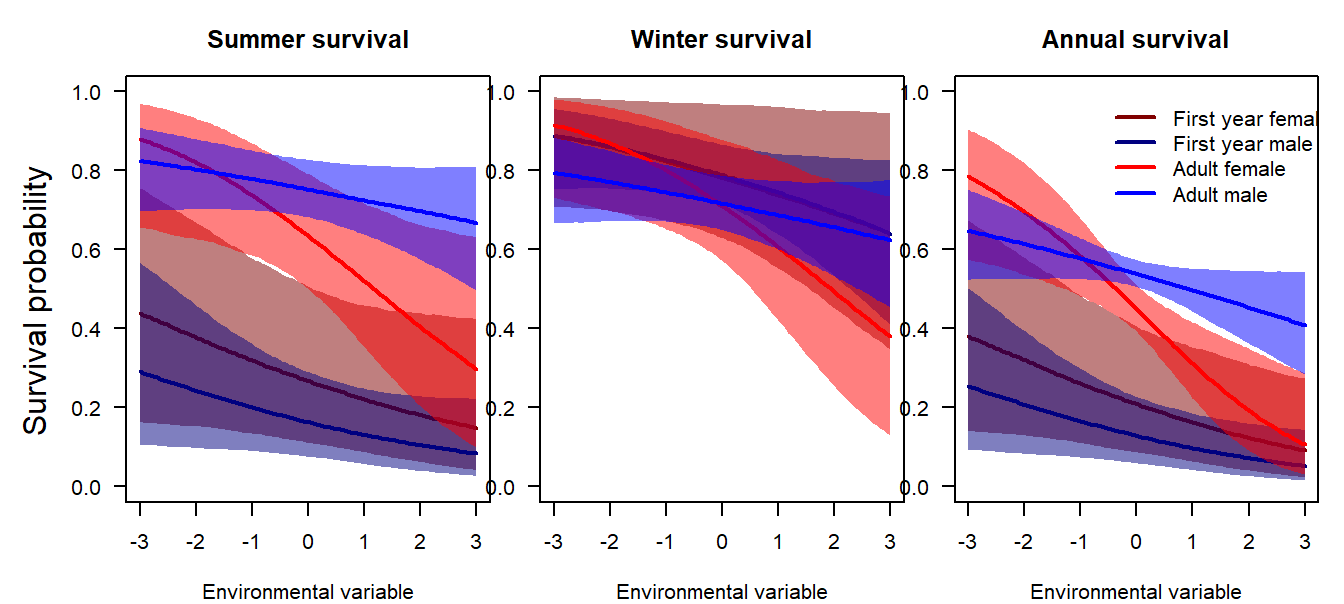 Summer survival
Winter survival
Annual survival
Survival probability
1.0
0.8
0.6
0.4
0.2
0.0
-3 -2 -1 0 1 2 3
Environmental variable
1.0
0.8
0.6
0.4
0.2
0.0
-3 -2 -1 0 1 2 3
Environmental variable
1.0
0.8
0.6
0.4
0.2
0.0
-3 -2 -1 0 1 2 3
Environmental variable
First year femal
First year male
Adult female
Adult male